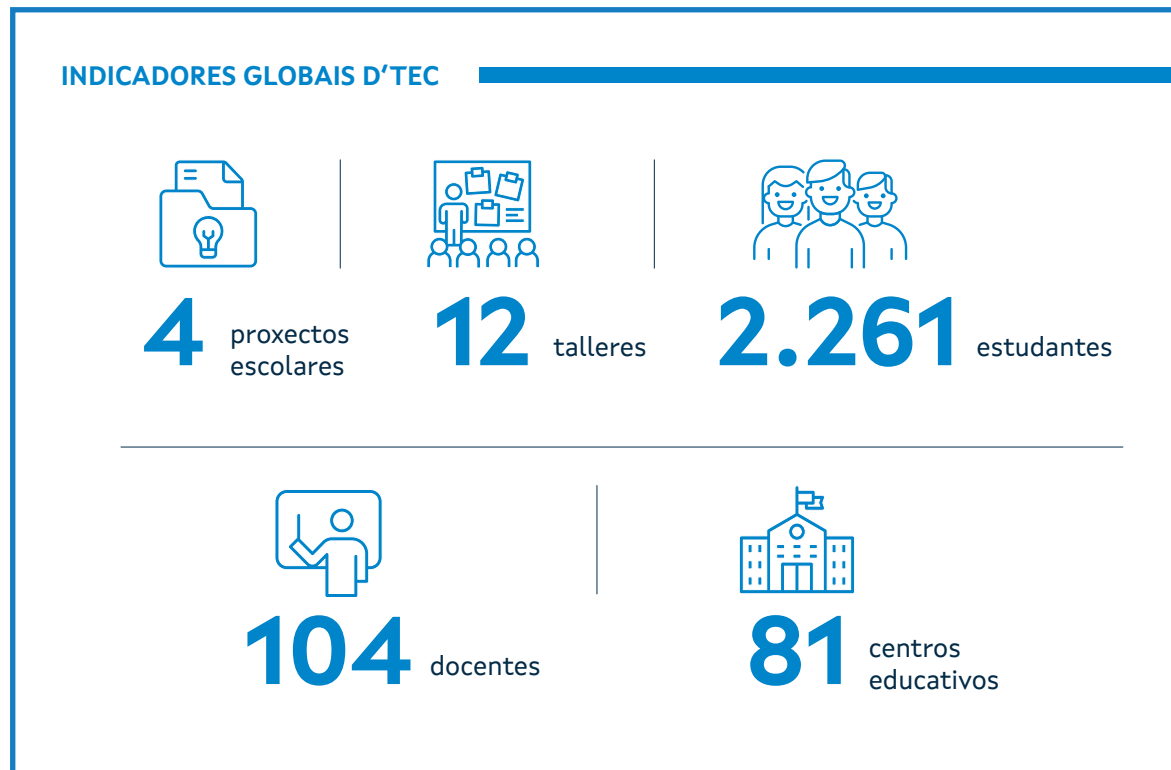 INDICADORES GLOBAIS D'TEC
4 proxectos
escolares
12 talleres
2.261 estudantes
104 docentes
81 centros
educativos